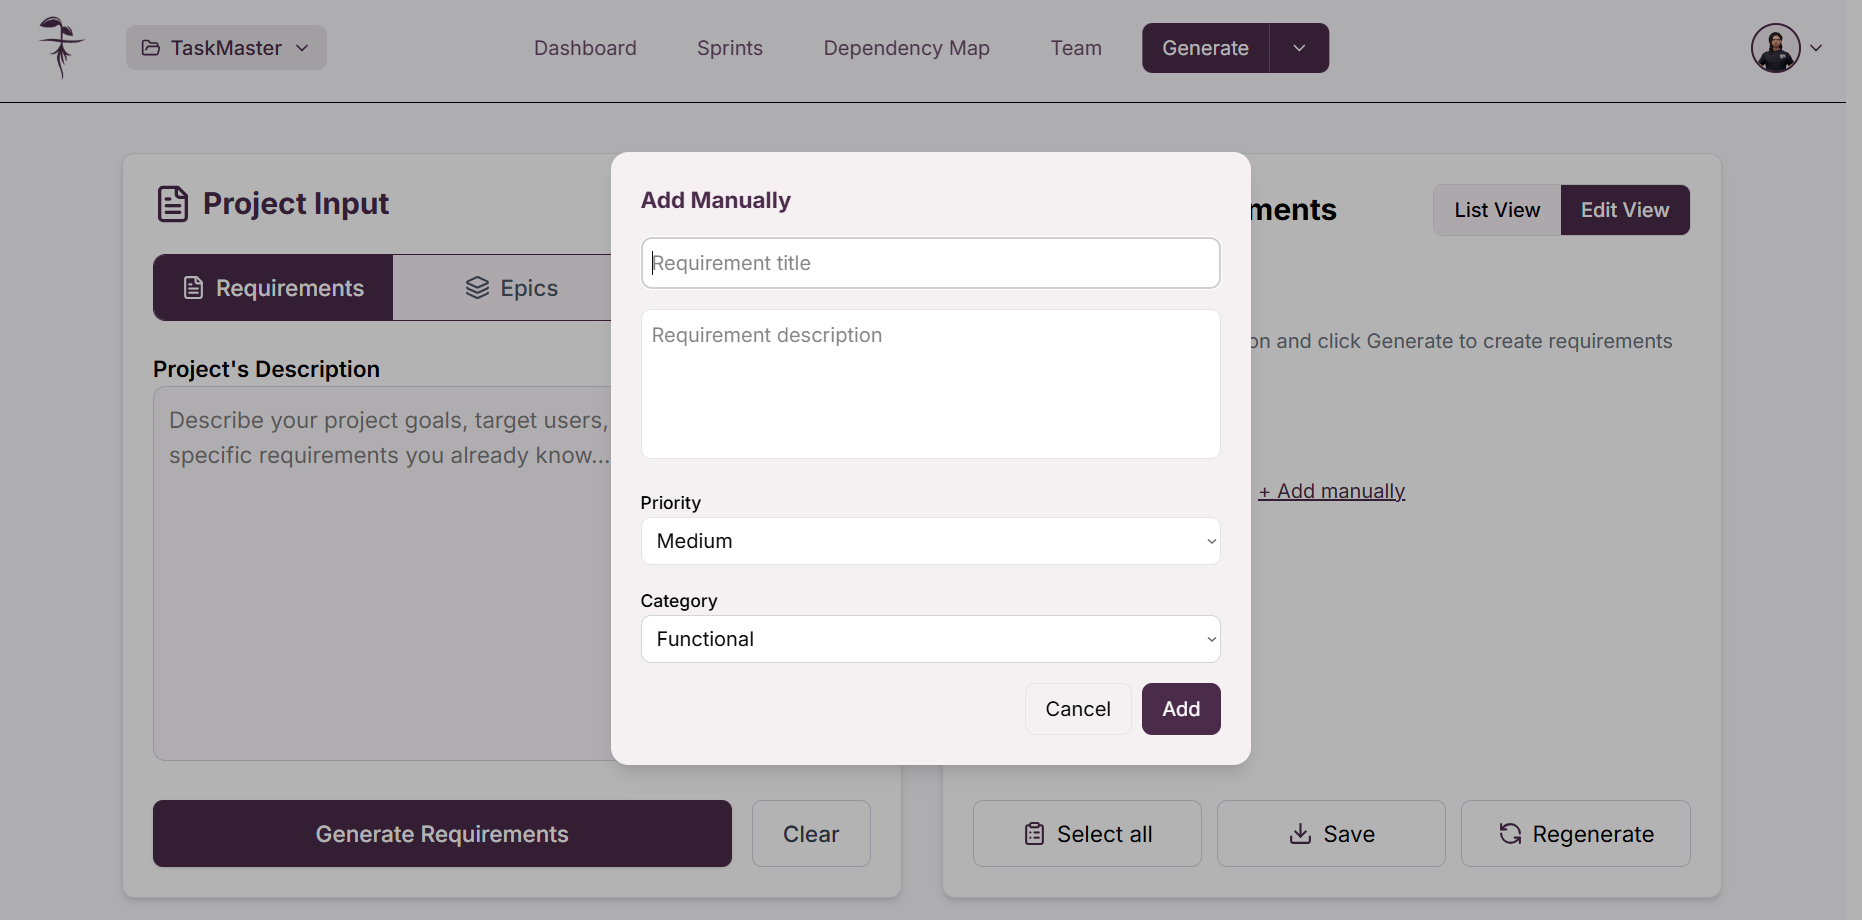 TaskMaster
Dashboard
Sprints
Dependency Map
Team
Generate
Project Input
Requirements
Epics
Project's Description
Describe your project goals, target users,
specific requirements you already know...
Generate Requirements
Clear
Add Manually
Requirement title
Requirement description
Priority
Medium
Category
Functional
Cancel
Add
List View
Edit View
and click Generate to create requirements
+ Add manually
Select all
Save
Regenerate